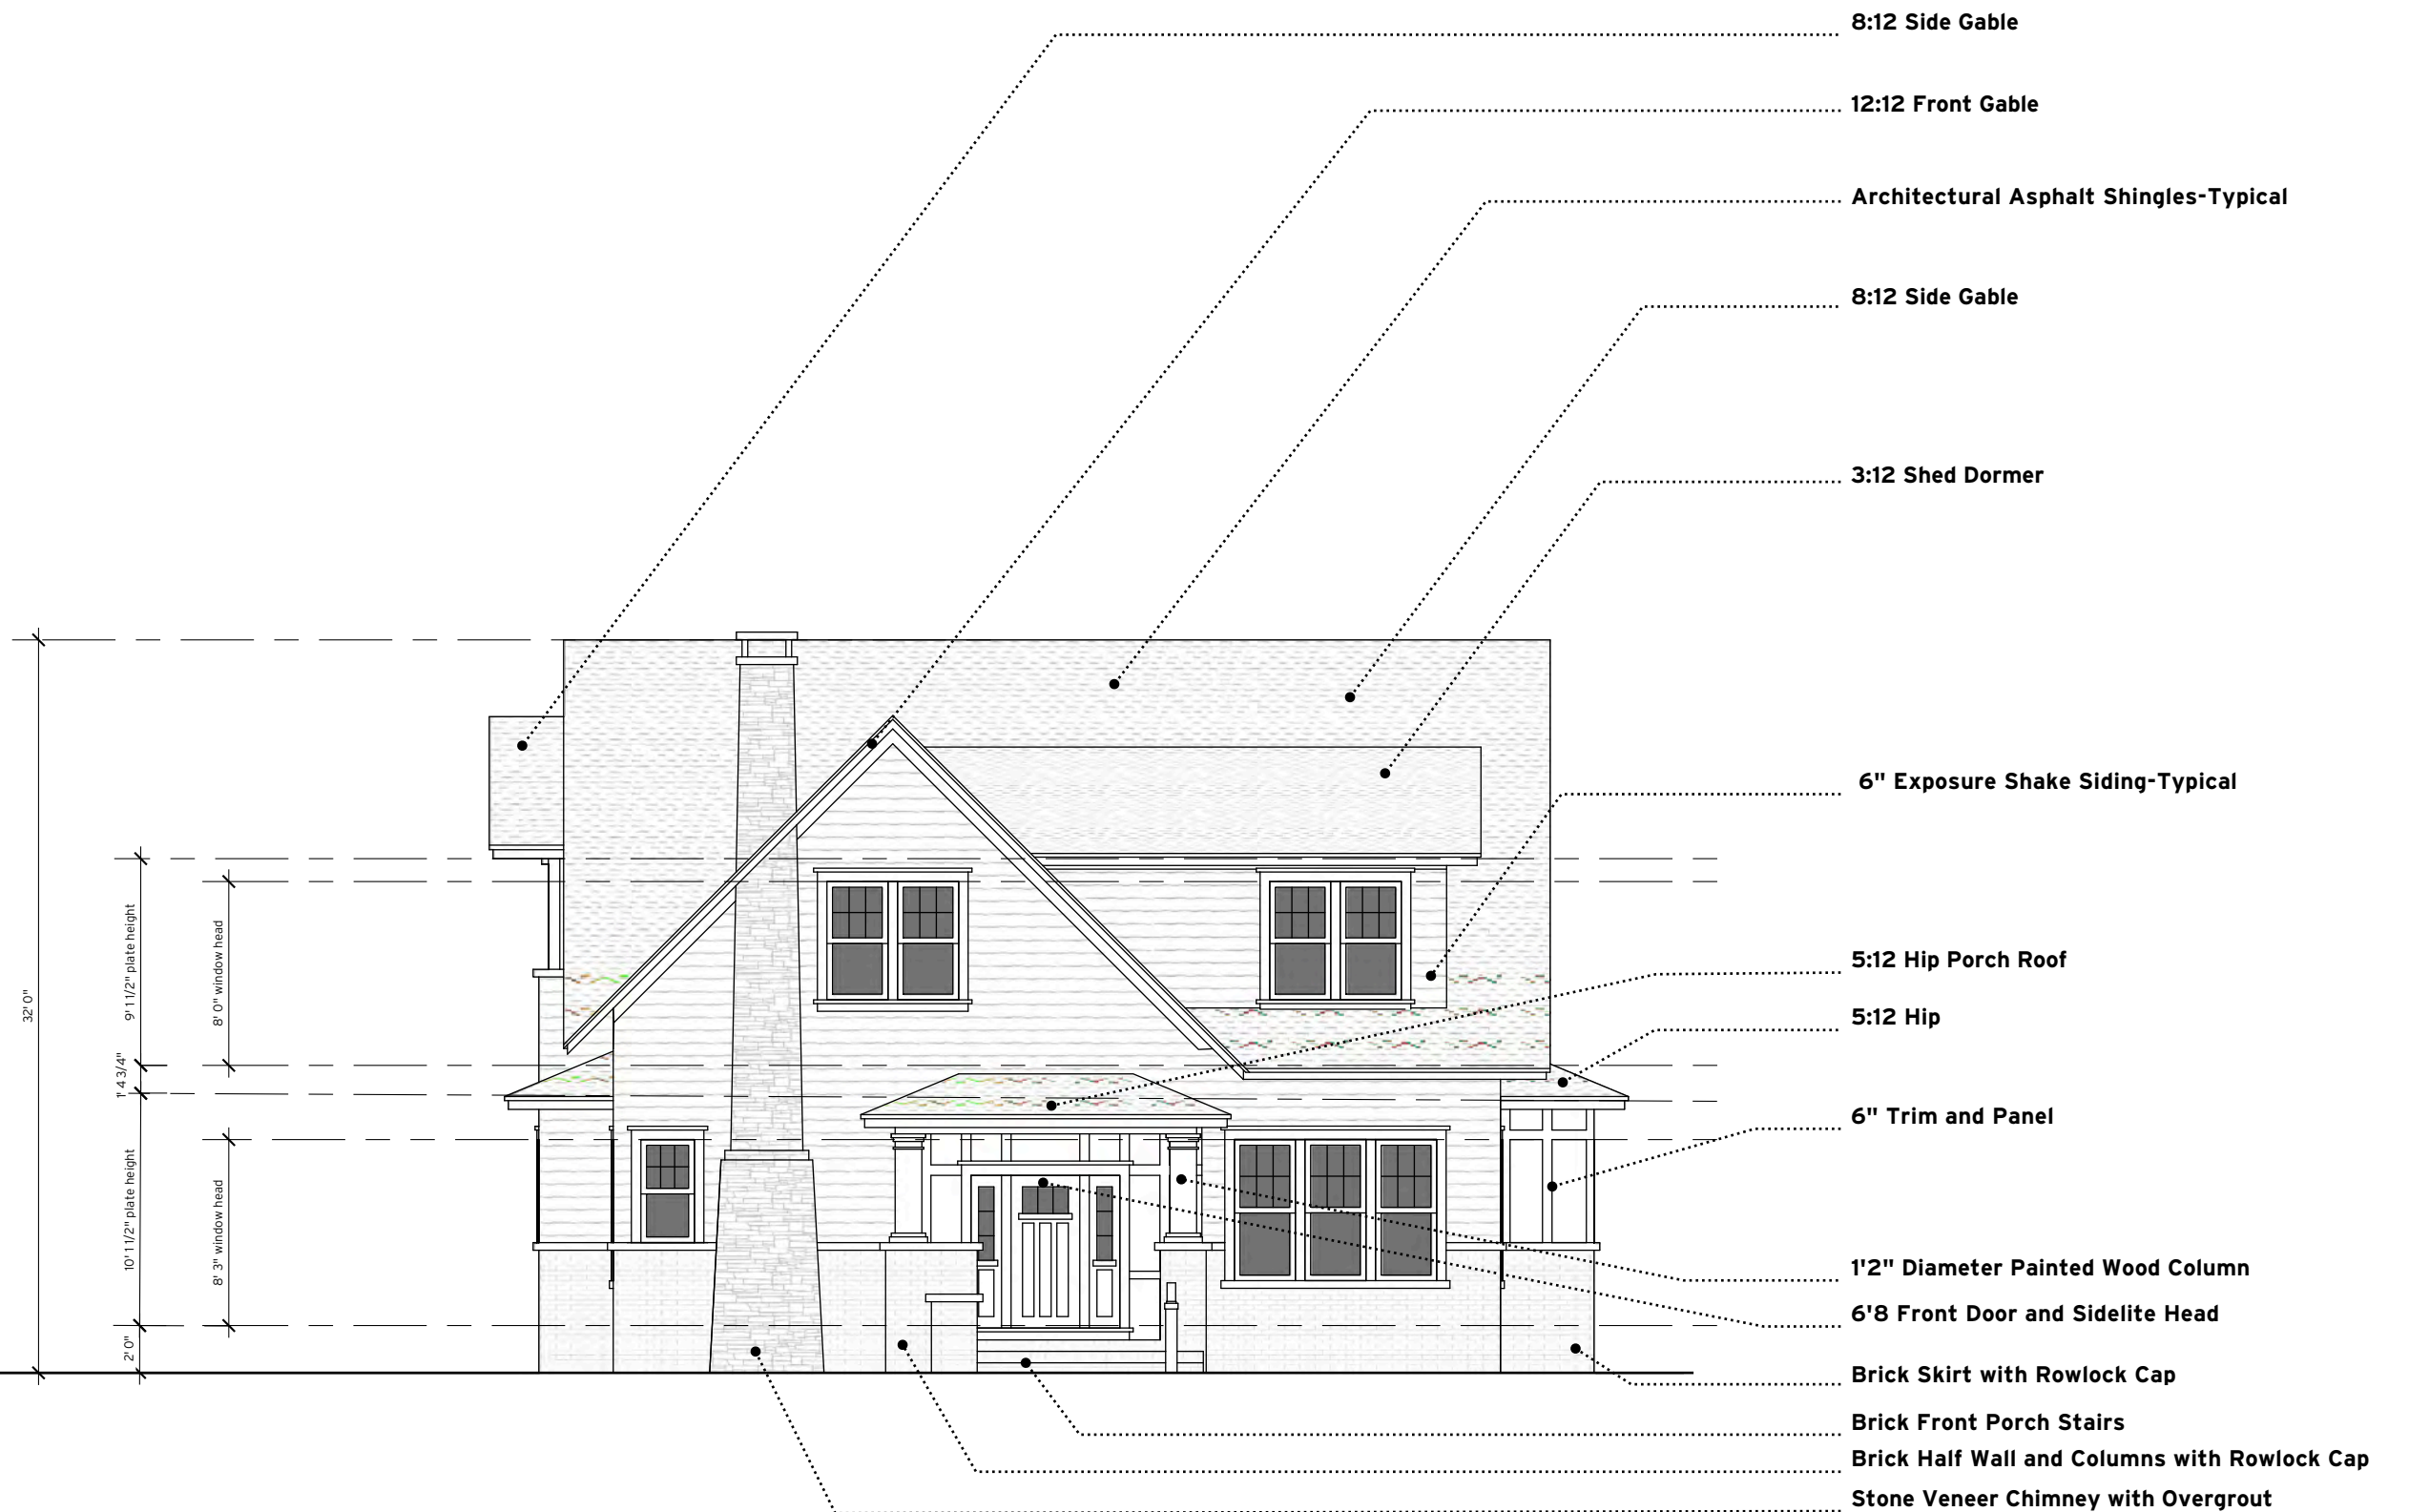 8:12 Side Gable
12:12 Front Gable
Architectural Asphalt Shingles-Typical
8:12 Side Gable
3:12 Shed Dormer
6" Exposure Shake Siding-Typical
5:12 Hip Porch Roof
5:12 Hip
6" Trim and Panel
1'2" Diameter Painted Wood Column
6'8 Front Door and Sidelite Head
Brick Skirt with Rowlock Cap
Brick Front Porch Stairs
Brick Half Wall and Columns with Rowlock Cap
Stone Veneer Chimney with Overgrout
32' 0"
9' 1 1/2" plate height
8' 0" window head
1' 4 3/4"
10' 1 1/2" plate height
8' 3" window head
2' 0"